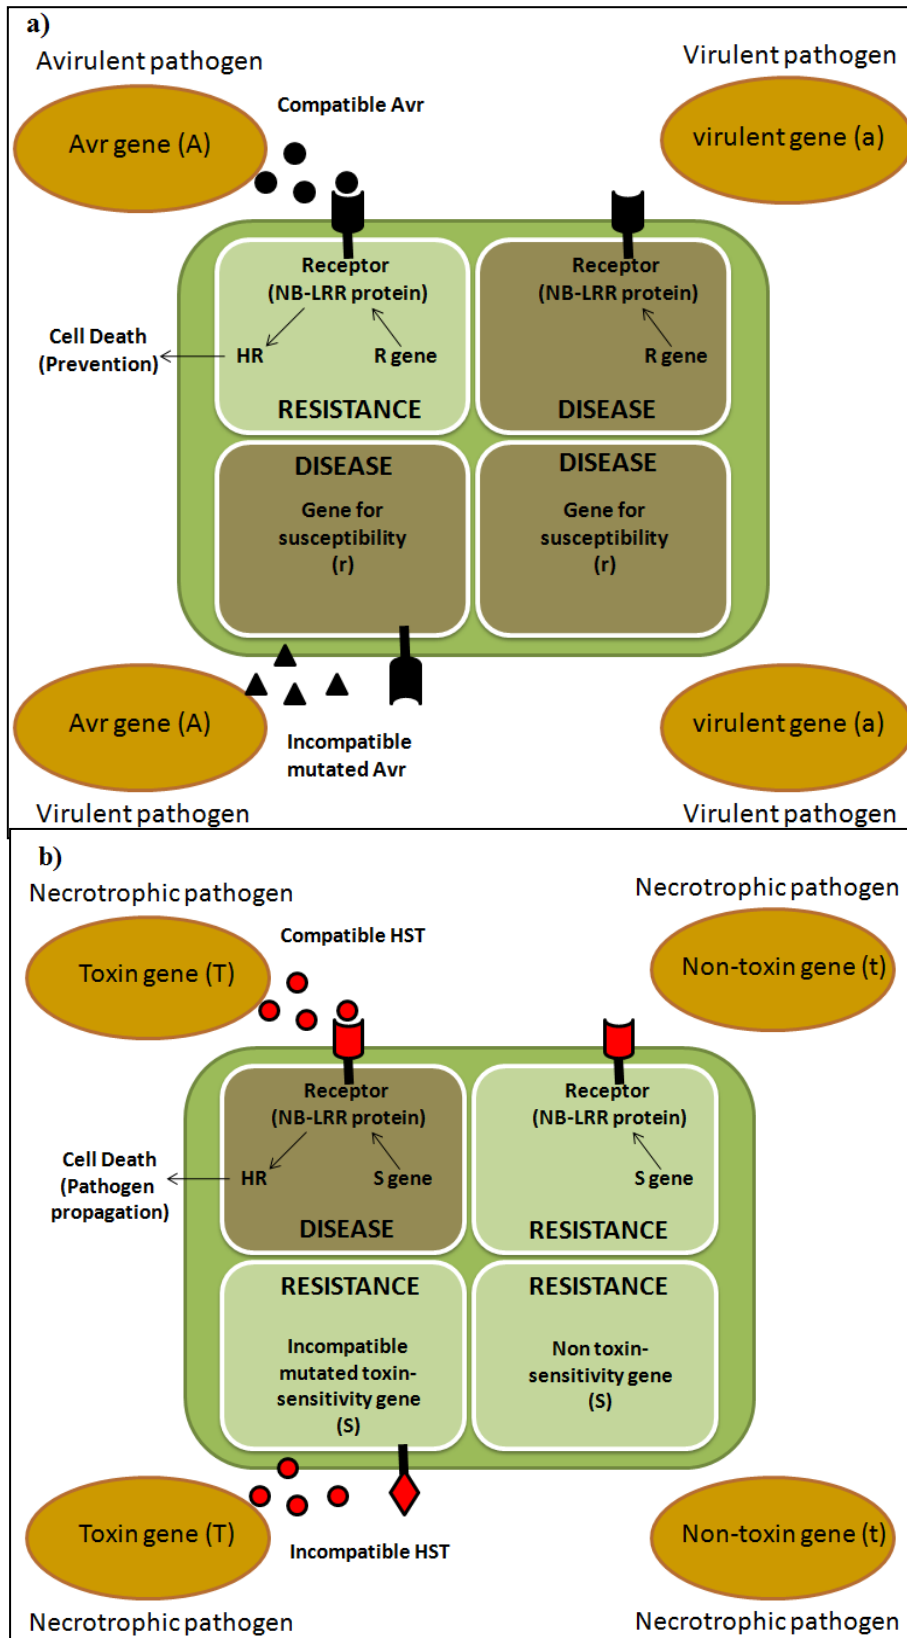 a)
Avirulent pathogen
Virulent pathogen
Compatible Avr
Avr gene (A)
virulent gene (a)
Receptor
(NB-LRR protein)
HR
R gene
RESISTANCE
Cell Death
(Prevention)
Receptor
(NB-LRR protein)
R gene
DISEASE
DISEASE
Gene for
susceptibility
(r)
DISEASE
Gene for
susceptibility
(r)
Avr gene (A)
Incompatible
mutated Avr
virulent gene (a)
Virulent pathogen
Virulent pathogen
b)
Necrotrophic pathogen
Necrotrophic pathogen
Compatible HST
Toxin gene (T)
Non-toxin gene (t)
Receptor
(NB-LRR protein)
HR
S gene
DISEASE
Cell Death
(Pathogen
propagation)
Receptor
(NB-LRR protein)
S gene
RESISTANCE
RESISTANCE
Incompatible
mutated toxin-
sensitivity gene
(S)
RESISTANCE
Non toxin-
sensitivity gene
(S)
Toxin gene (T)
Incompatible HST
Non-toxin gene (t)
Necrotrophic pathogen
Necrotrophic pathogen